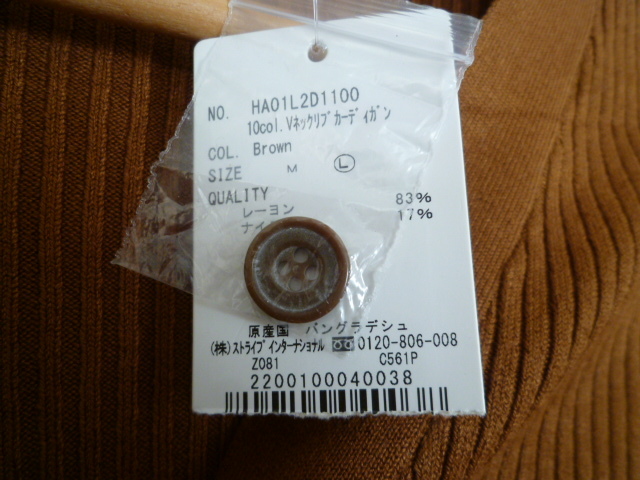 NO. HA01L2D1100
10col.Vネックリブカーディガン
COL. Brown
SIZE M Ⓛ
QUALITY
レーヨン 83%
17%
原産国 バングラデシュ
(株)ストライプインターナショナル 0120-806-008
Z081 C561P
2200100040038